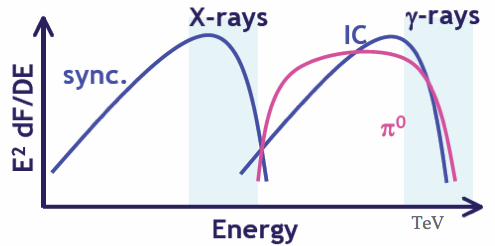 X-rays
γ-rays
IC
sync.
π⁰
E² dF/DE
Energy
TeV